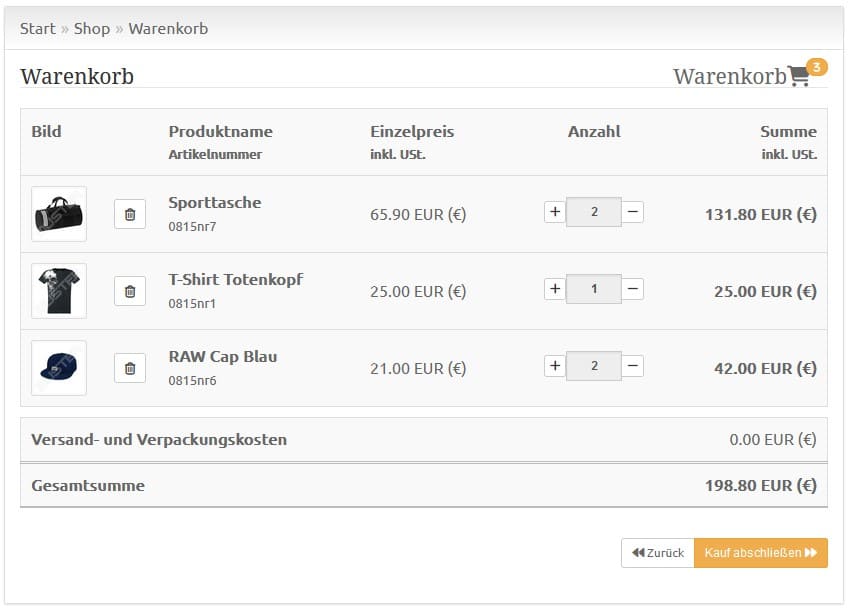 Start » Shop » Warenkorb
Warenkorb
Warenkorb 3
Bild Produktname Einzelpreis Anzahl Summe
Artikelnummer inkl. USt. inkl. USt.
Sporttasche
65.90 EUR (€) + 2 − 131.80 EUR (€)
0815nr7
T-Shirt Totenkopf
25.00 EUR (€) + 1 − 25.00 EUR (€)
0815nr1
RAW Cap Blau
21.00 EUR (€) + 2 − 42.00 EUR (€)
0815nr6
Versand- und Verpackungskosten 0.00 EUR (€)
Gesamtsumme 198.80 EUR (€)
Zurück Kauf abschließen